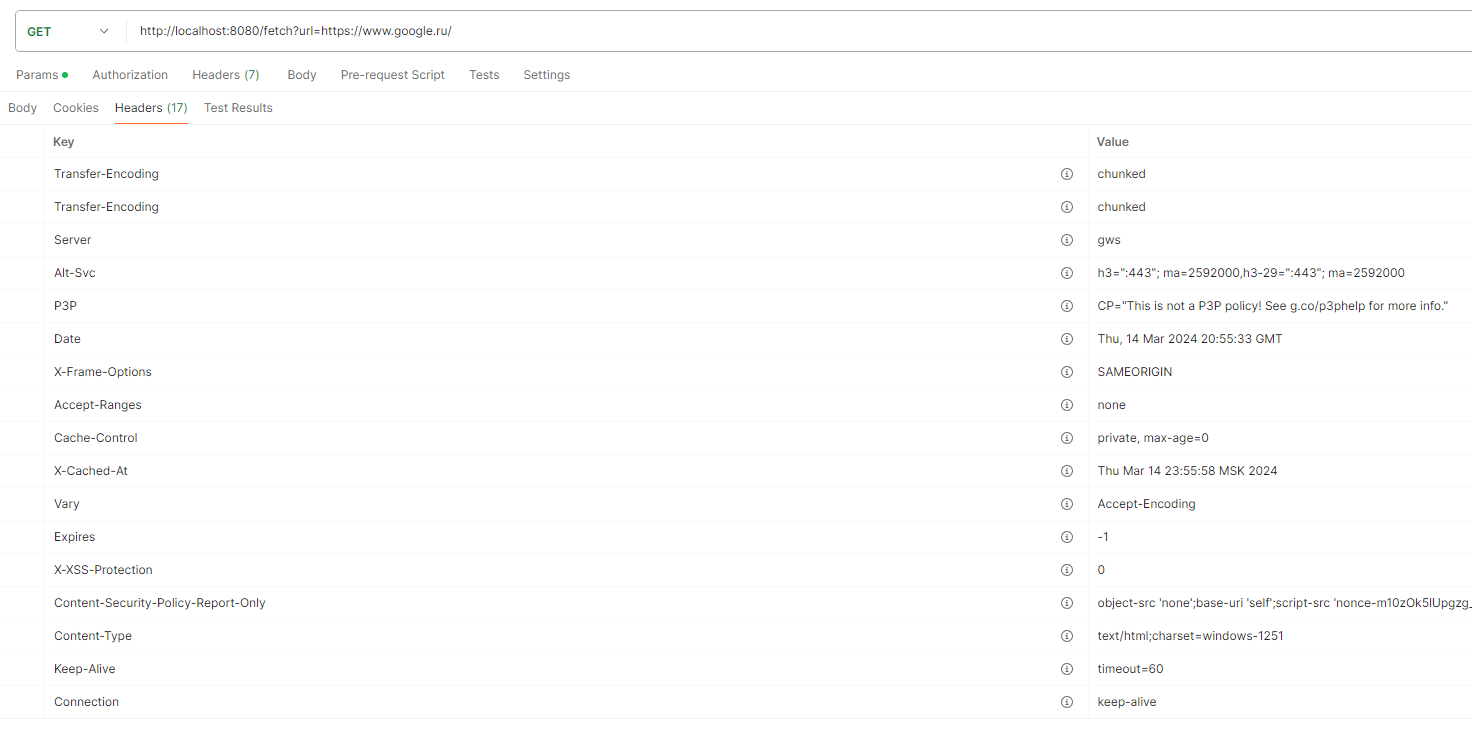 GET http://localhost:8080/fetch?url=https://www.google.ru/
Params Authorization Headers (7) Body Pre-request Script Tests Settings
Body Cookies Headers (17) Test Results
Key Value
Transfer-Encoding chunked
Transfer-Encoding chunked
Server gws
Alt-Svc h3=":443"; ma=2592000,h3-29=":443"; ma=2592000
P3P CP="This is not a P3P policy! See g.co/p3phelp for more info."
Date Thu, 14 Mar 2024 20:55:33 GMT
X-Frame-Options SAMEORIGIN
Accept-Ranges none
Cache-Control private, max-age=0
X-Cached-At Thu Mar 14 23:55:58 MSK 2024
Vary Accept-Encoding
Expires -1
X-XSS-Protection 0
Content-Security-Policy-Report-Only object-src 'none';base-uri 'self';script-src 'nonce-m10zOk5lUpgzg_
Content-Type text/html;charset=windows-1251
Keep-Alive timeout=60
Connection keep-alive